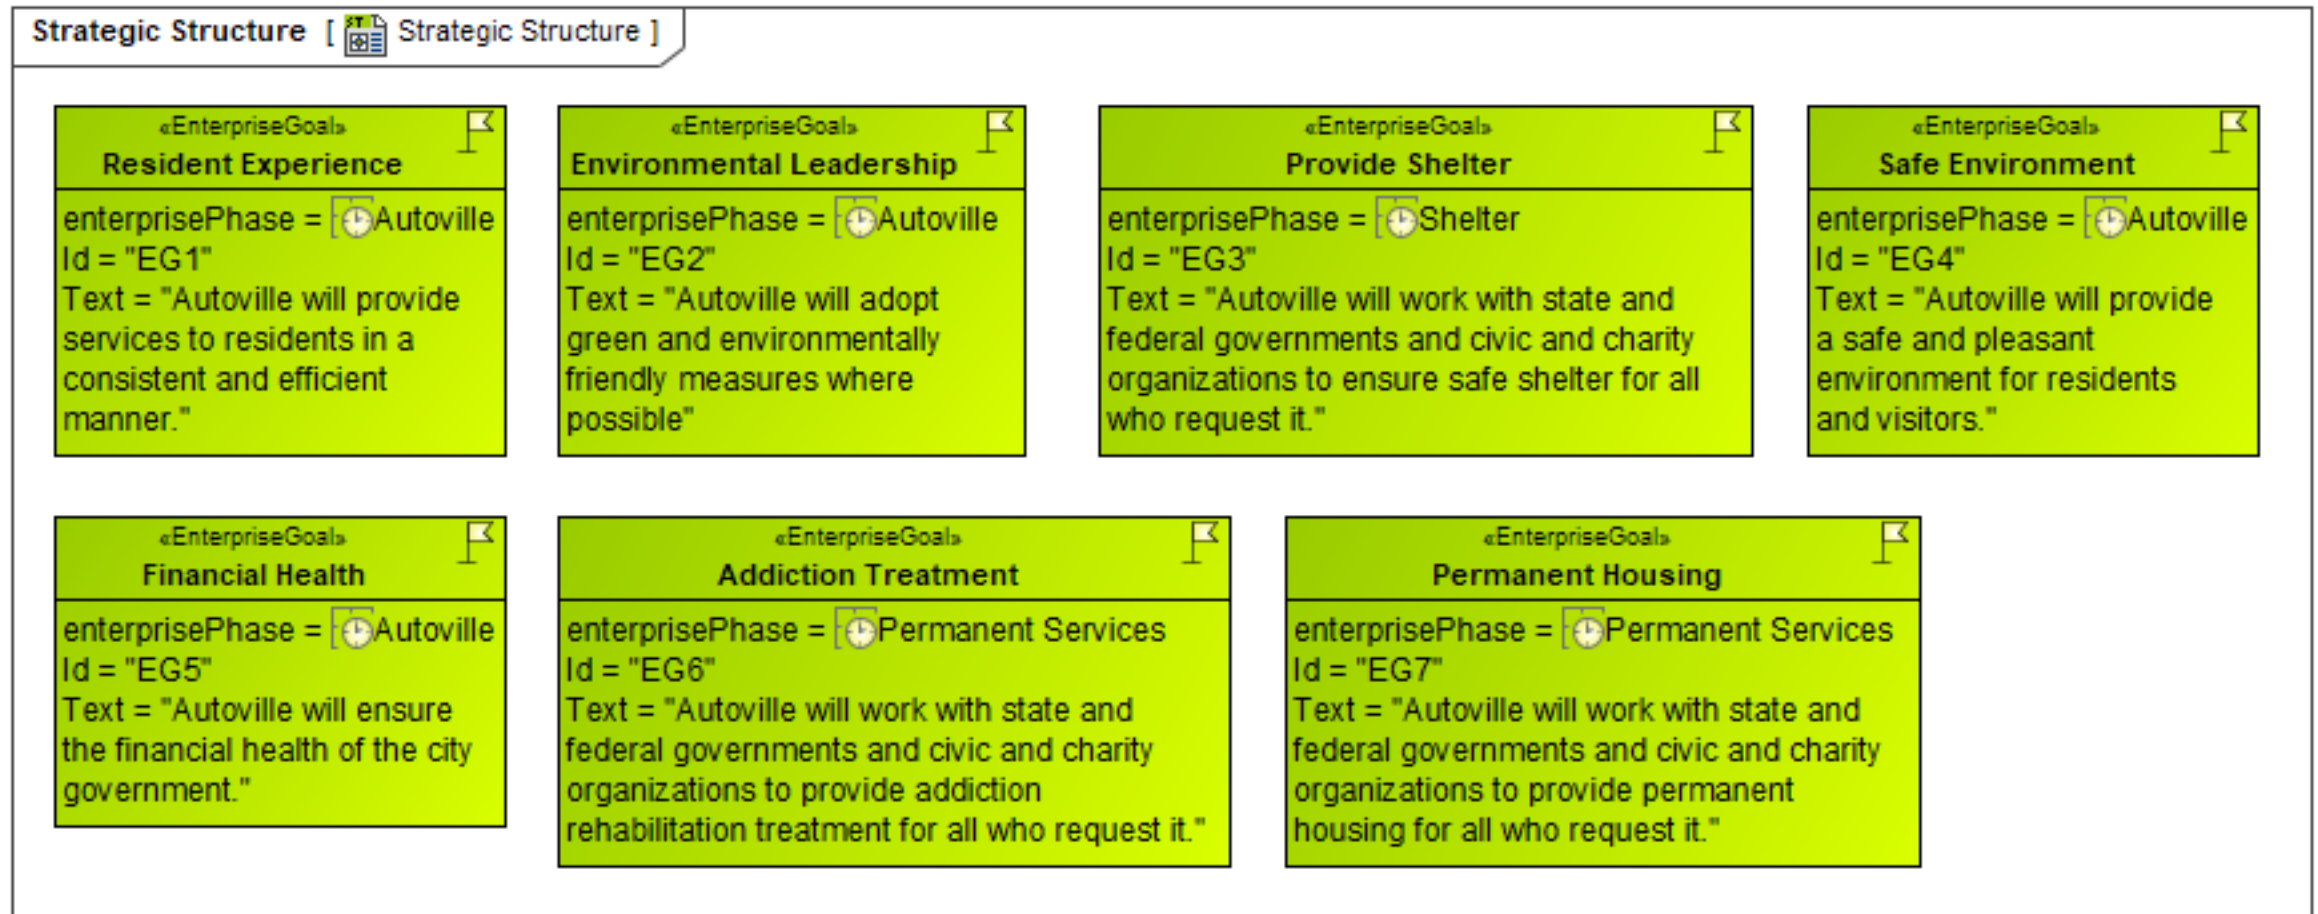 Strategic Structure [ ST Strategic Structure ]
«EnterpriseGoal»
Resident Experience
enterprisePhase = Autoville
Id = "EG1"
Text = "Autoville will provide
services to residents in a
consistent and efficient
manner."
«EnterpriseGoal»
Environmental Leadership
enterprisePhase = Autoville
Id = "EG2"
Text = "Autoville will adopt
green and environmentally
friendly measures where
possible"
«EnterpriseGoal»
Provide Shelter
enterprisePhase = Shelter
Id = "EG3"
Text = "Autoville will work with state and
federal governments and civic and charity
organizations to ensure safe shelter for all
who request it."
«EnterpriseGoal»
Safe Environment
enterprisePhase = Autoville
Id = "EG4"
Text = "Autoville will provide
a safe and pleasant
environment for residents
and visitors."
«EnterpriseGoal»
Financial Health
enterprisePhase = Autoville
Id = "EG5"
Text = "Autoville will ensure
the financial health of the city
government."
«EnterpriseGoal»
Addiction Treatment
enterprisePhase = Permanent Services
Id = "EG6"
Text = "Autoville will work with state and
federal governments and civic and charity
organizations to provide addiction
rehabilitation treatment for all who request it."
«EnterpriseGoal»
Permanent Housing
enterprisePhase = Permanent Services
Id = "EG7"
Text = "Autoville will work with state and
federal governments and civic and charity
organizations to provide permanent
housing for all who request it."